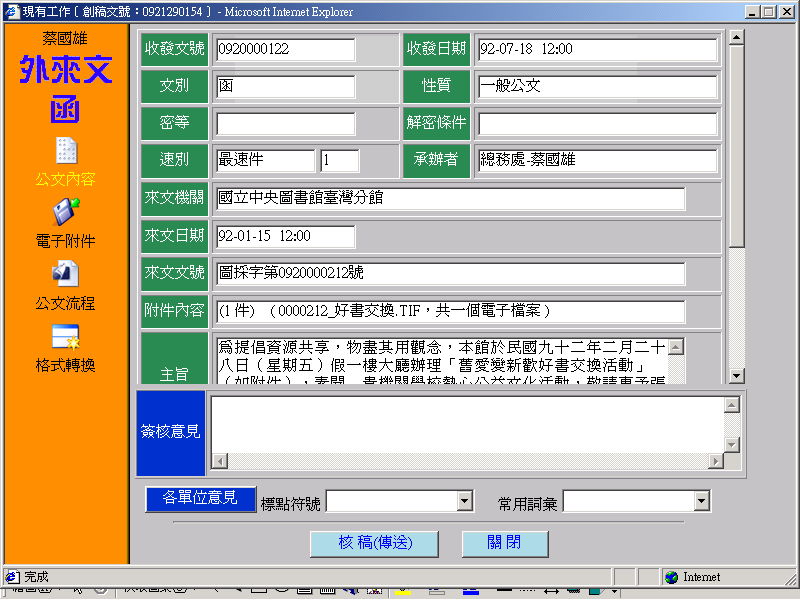 現有工作〔創稿文號：0921290154〕 - Microsoft Internet Explorer
蔡國雄
外來文
函
公文內容
電子附件
公文流程
格式轉換
收發文號 0920000122 收發日期 92-07-18 12:00
文別 函 性質 一般公文
密等 解密條件
速別 最速件 1 承辦者 總務處-蔡國雄
來文機關 國立中央圖書館臺灣分館
來文日期 92-01-15 12:00
來文文號 圖採字第0920000212號
附件內容 (1 件) （0000212_好書交換.TIF，共一個電子檔案）
主旨 為提倡資源共享，物盡其用觀念，本館於民國九十二年二月二十
八日（星期五）假一樓大廳辦理「舊愛變新歡好書交換活動」
（如附件），素聞 貴機關學校熱心公益文化活動，敬請惠予張
簽核意見
各單位意見 標點符號 常用詞彙
核 稿(傳送) 關 閉
完成 Internet